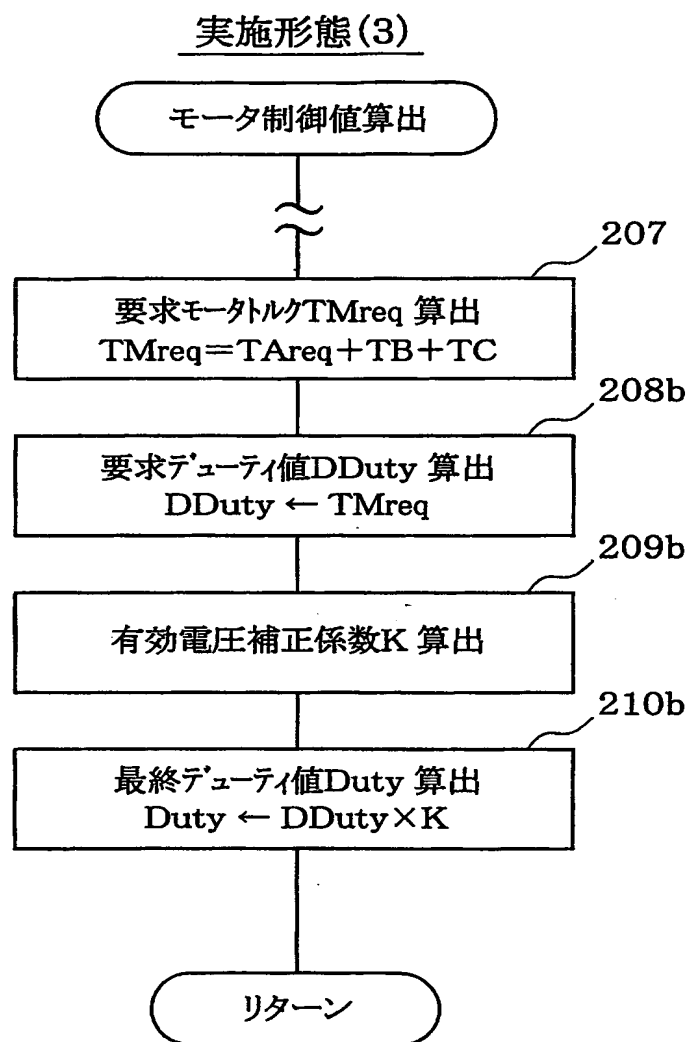 実施形態(3)
モータ制御値算出
207
要求モータトルクTMreq 算出
TMreq=TAreq+TB+TC
208b
要求デューティ値DDuty 算出
DDuty ← TMreq
209b
有効電圧補正係数K 算出
210b
最終デューティ値Duty 算出
Duty ← DDuty×K
リターン